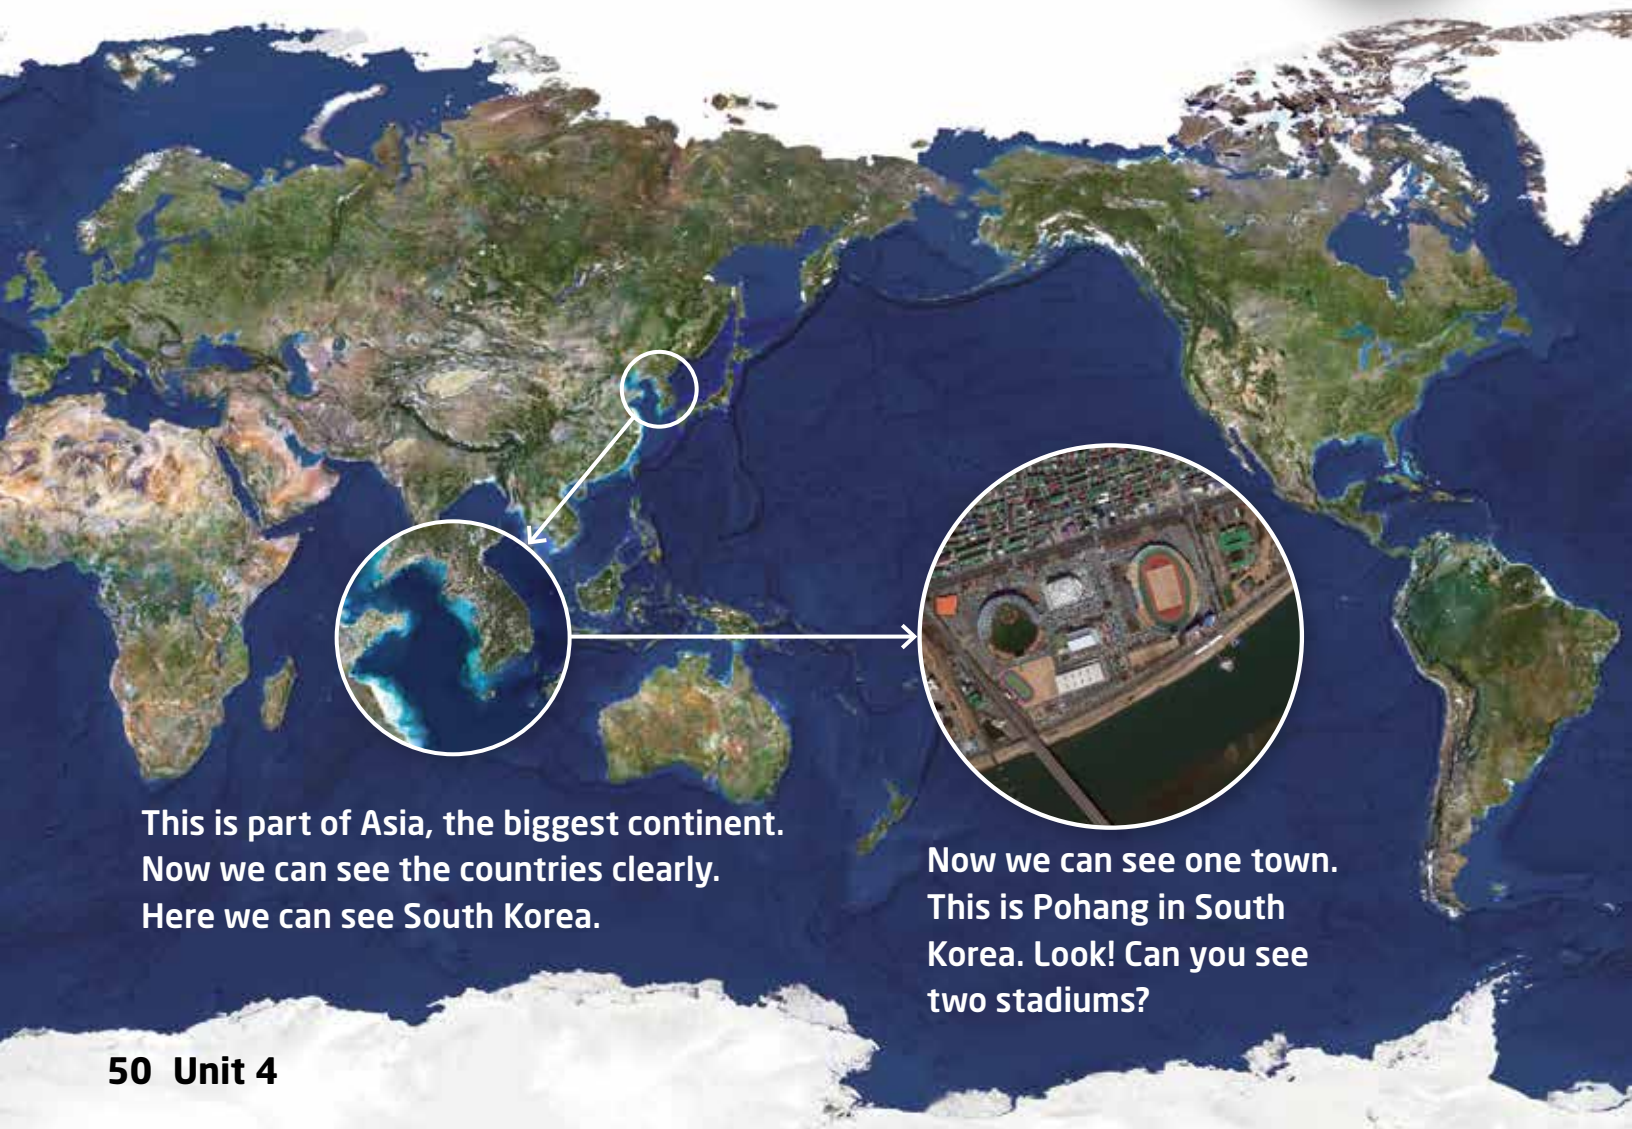 This is part of Asia, the biggest continent.
Now we can see the countries clearly.
Here we can see South Korea.
Now we can see one town.
This is Pohang in South
Korea. Look! Can you see
two stadiums?
50 Unit 4